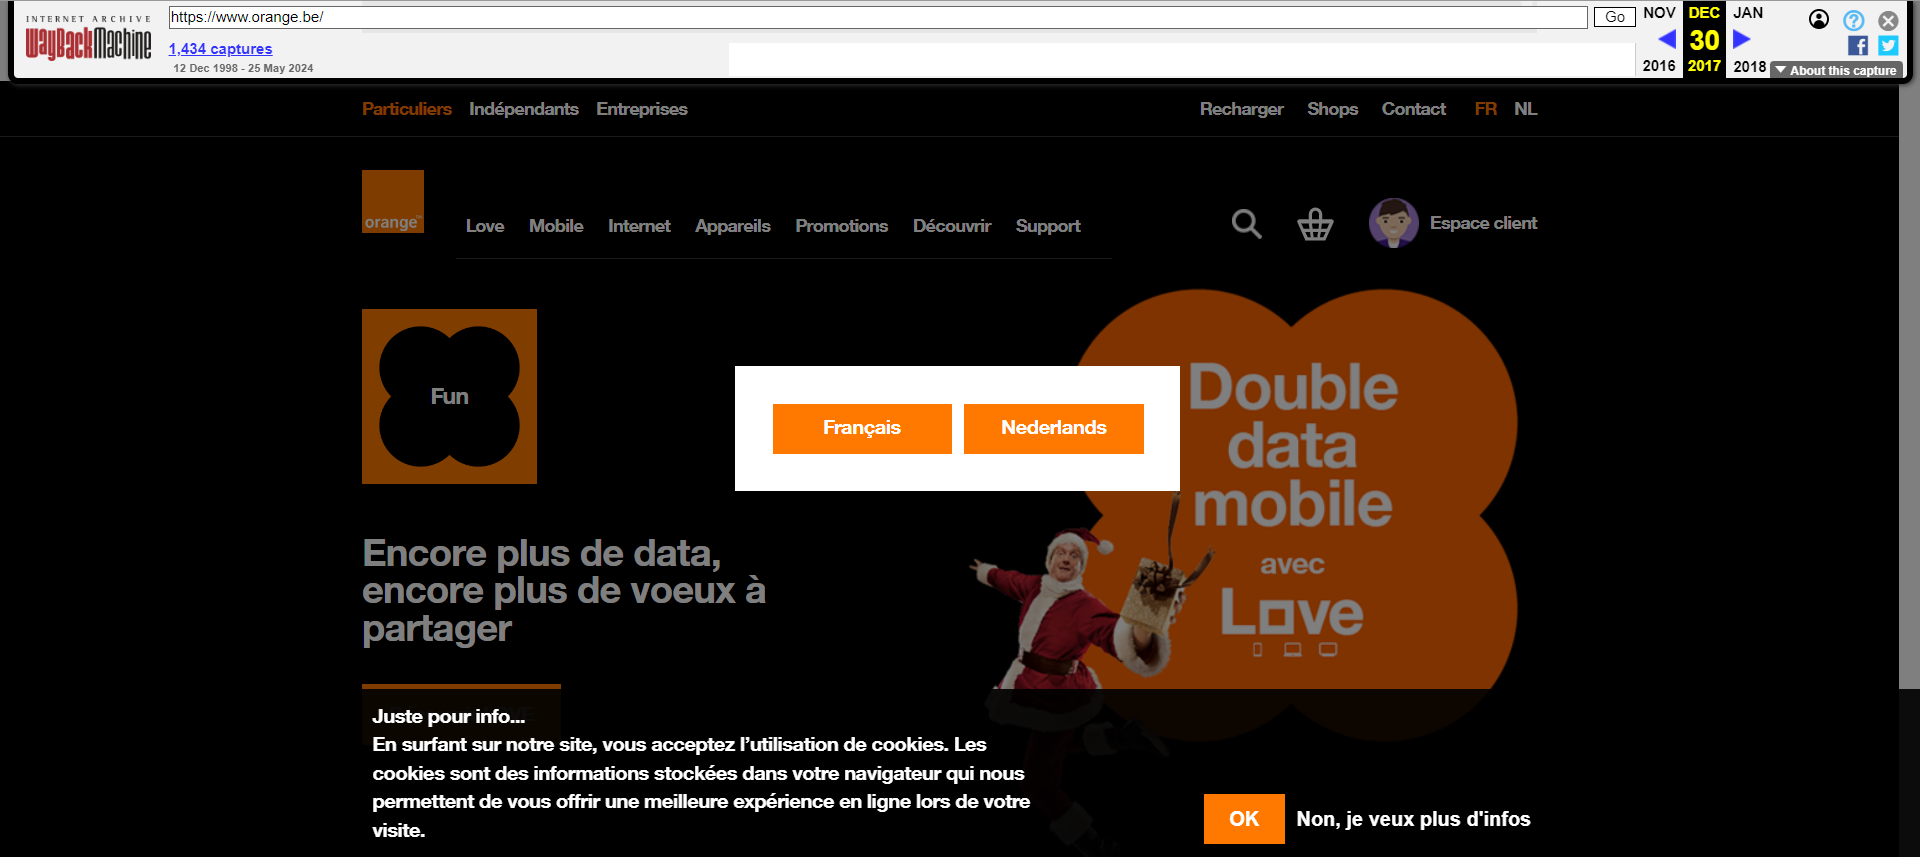 INTERNET ARCHIVE
WayBackMachine
https://www.orange.be/
Go
NOV
DEC
JAN
1,434 captures
30
12 Dec 1998 - 25 May 2024
2016
2017
2018
About this capture
Particuliers
Indépendants
Entreprises
Recharger
Shops
Contact
FR
NL
orange™
Love
Mobile
Internet
Appareils
Promotions
Découvrir
Support
Espace client
Fun
Français
Nederlands
Double
data
mobile
avec
Love
Encore plus de data,
encore plus de voeux à
partager
Juste pour info...
En surfant sur notre site, vous acceptez l’utilisation de cookies. Les
cookies sont des informations stockées dans votre navigateur qui nous
permettent de vous offrir une meilleure expérience en ligne lors de votre
visite.
OK
Non, je veux plus d'infos